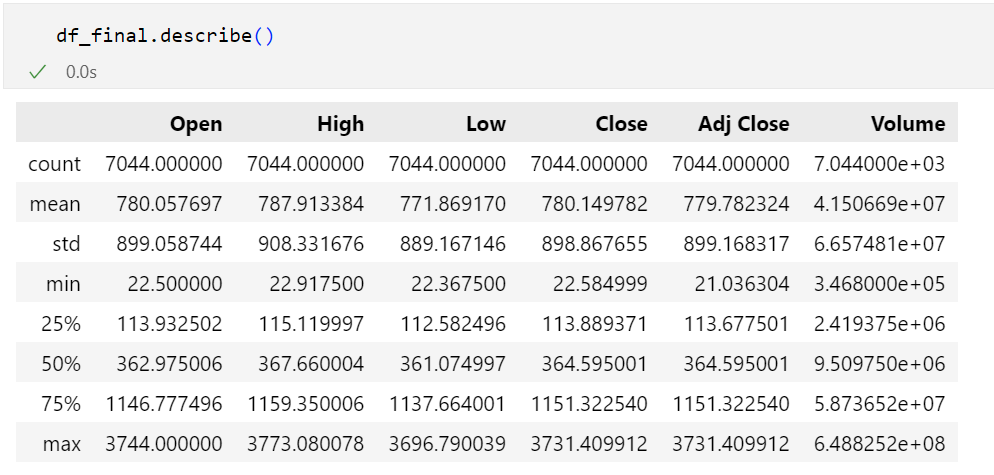 df_final.describe()
0.0s
Open High Low Close Adj Close Volume
count 7044.000000 7044.000000 7044.000000 7044.000000 7044.000000 7.044000e+03
mean 780.057697 787.913384 771.869170 780.149782 779.782324 4.150669e+07
std 899.058744 908.331676 889.167146 898.867655 899.168317 6.657481e+07
min 22.500000 22.917500 22.367500 22.584999 21.036304 3.468000e+05
25% 113.932502 115.119997 112.582496 113.889371 113.677501 2.419375e+06
50% 362.975006 367.660004 361.074997 364.595001 364.595001 9.509750e+06
75% 1146.777496 1159.350006 1137.664001 1151.322540 1151.322540 5.873652e+07
max 3744.000000 3773.080078 3696.790039 3731.409912 3731.409912 6.488252e+08